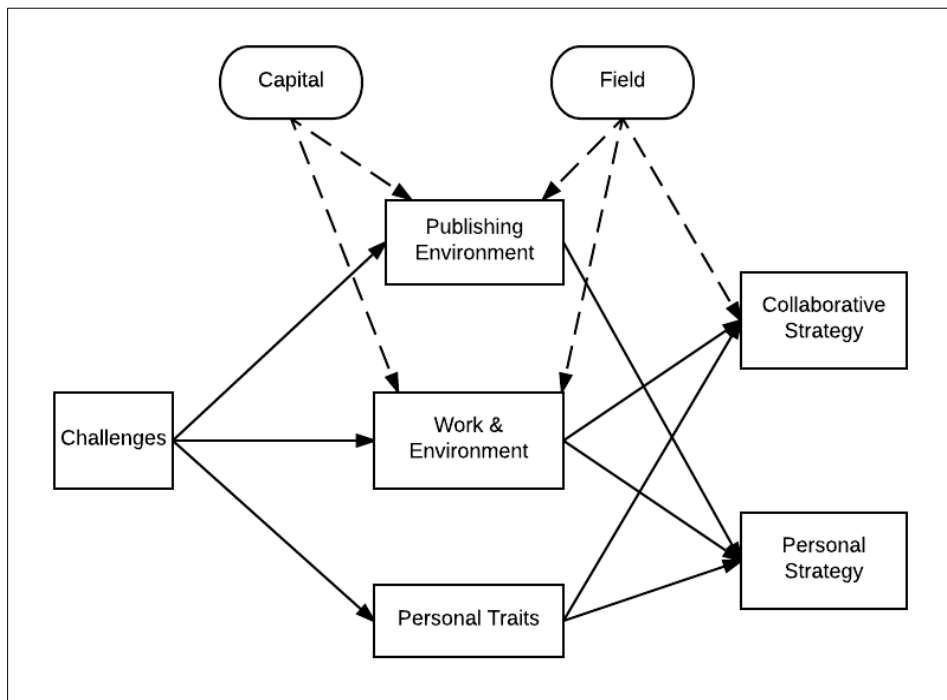 Capital
Field
Publishing
Environment
Collaborative
Strategy
Challenges
Work &
Environment
Personal
Strategy
Personal Traits